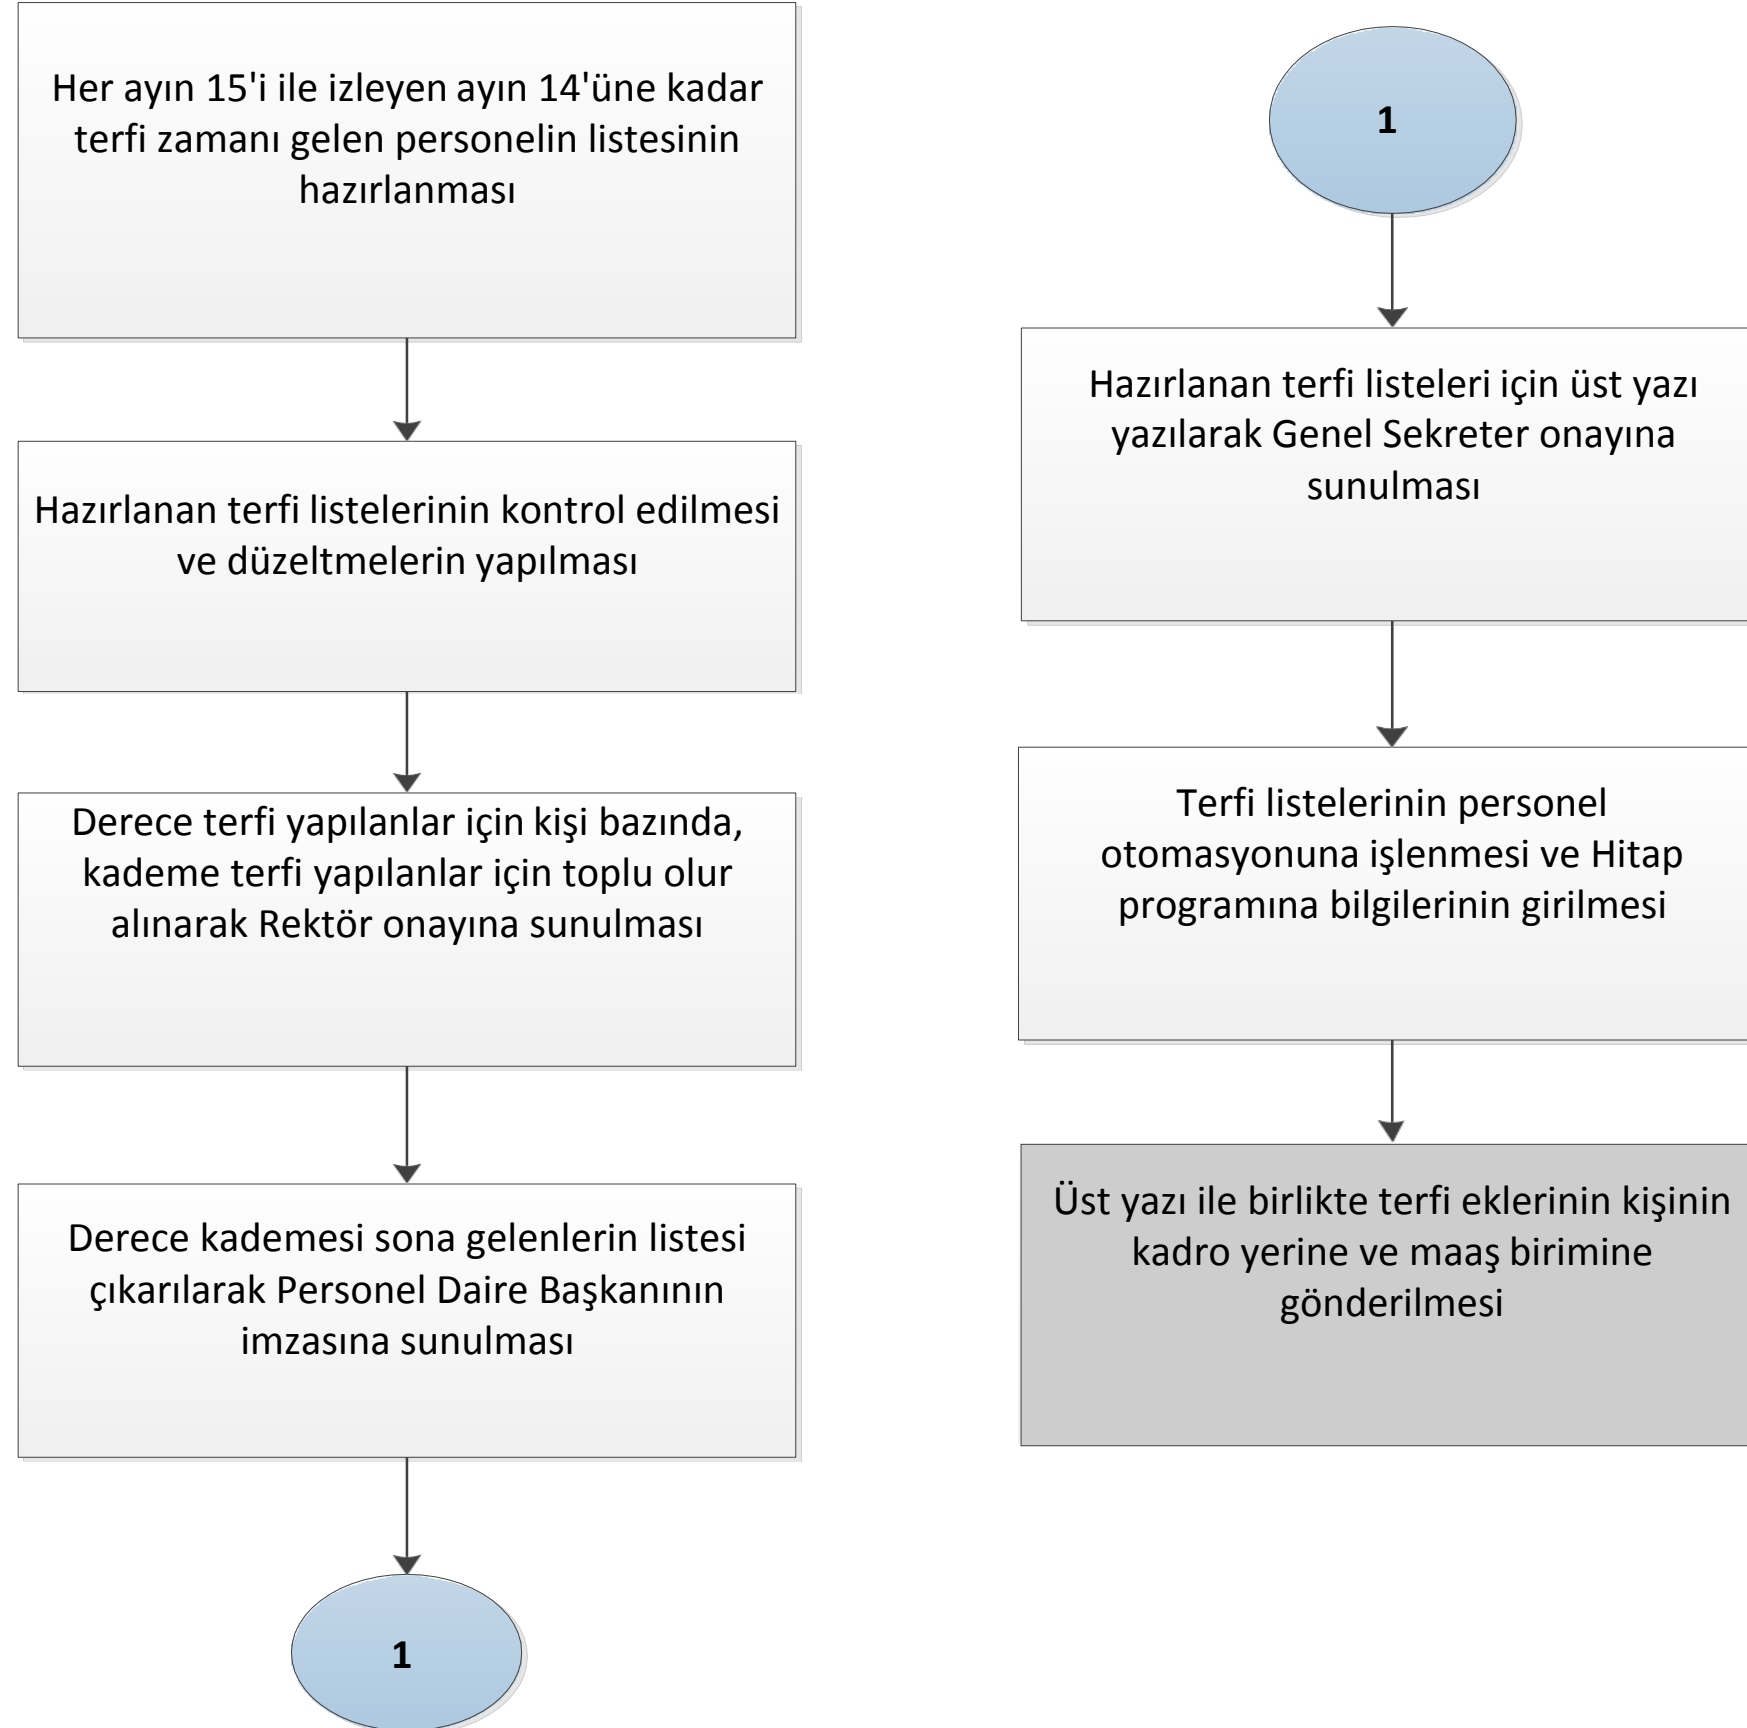 Her ayın 15'i ile izleyen ayın 14'üne kadar
terfi zamanı gelen personelin listesinin
hazırlanması
Hazırlanan terfi listelerinin kontrol edilmesi
ve düzeltmelerin yapılması
Derece terfi yapılanlar için kişi bazında,
kademe terfi yapılanlar için toplu olur
alınarak Rektör onayına sunulması
Derece kademesi sona gelenlerin listesi
çıkarılarak Personel Daire Başkanının
imzasına sunulması
1
1
Hazırlanan terfi listeleri için üst yazı
yazılarak Genel Sekreter onayına
sunulması
Terfi listelerinin personel
otomasyonuna işlenmesi ve Hitap
programına bilgilerinin girilmesi
Üst yazı ile birlikte terfi eklerinin kişinin
kadro yerine ve maaş birimine
gönderilmesi